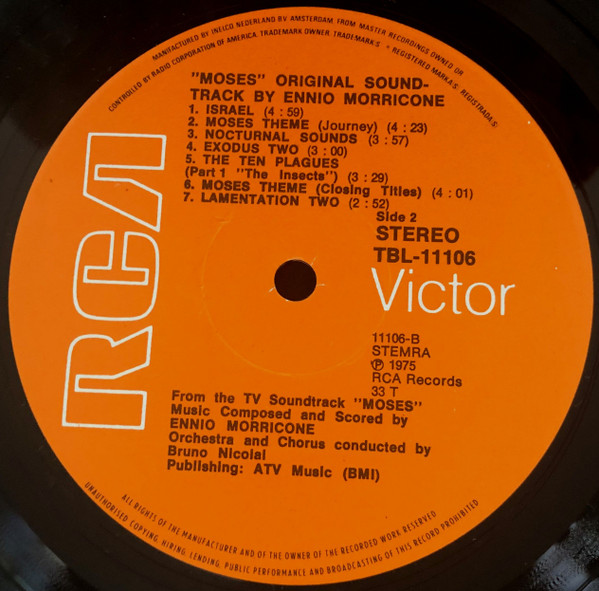 MANUFACTURED BY INELCO NEDERLAND BV AMSTERDAM, FROM MASTER RECORDINGS OWNED OR
CONTROLLED BY RADIO CORPORATION OF AMERICA. TRADEMARK OWNER. TRADEMARKS ® REGISTERED MARKAS REGISTRADAS
"MOSES" ORIGINAL SOUND-
TRACK BY ENNIO MORRICONE
1. ISRAEL (4 : 59)
2. MOSES THEME (Journey) (4 : 23)
3. NOCTURNAL SOUNDS (3 : 57)
4. EXODUS TWO (3 : 00)
5. THE TEN PLAGUES
(Part 1 "The Insects") (3 : 29)
6. MOSES THEME (Closing Titles) (4 : 01)
7. LAMENTATION TWO (2 : 52)
Side 2
STEREO
TBL-11106
RCA
Victor
11106-B
STEMRA
℗ 1975
RCA Records
33 T
From the TV Soundtrack "MOSES"
Music Composed and Scored by
ENNIO MORRICONE
Orchestra and Chorus conducted by
Bruno Nicolai
Publishing: ATV Music (BMI)
ALL RIGHTS OF THE MANUFACTURER AND OF THE OWNER OF THE RECORDED WORK RESERVED
UNAUTHORISED COPYING, HIRING, LENDING, PUBLIC PERFORMANCE AND BROADCASTING OF THIS RECORD PROHIBITED